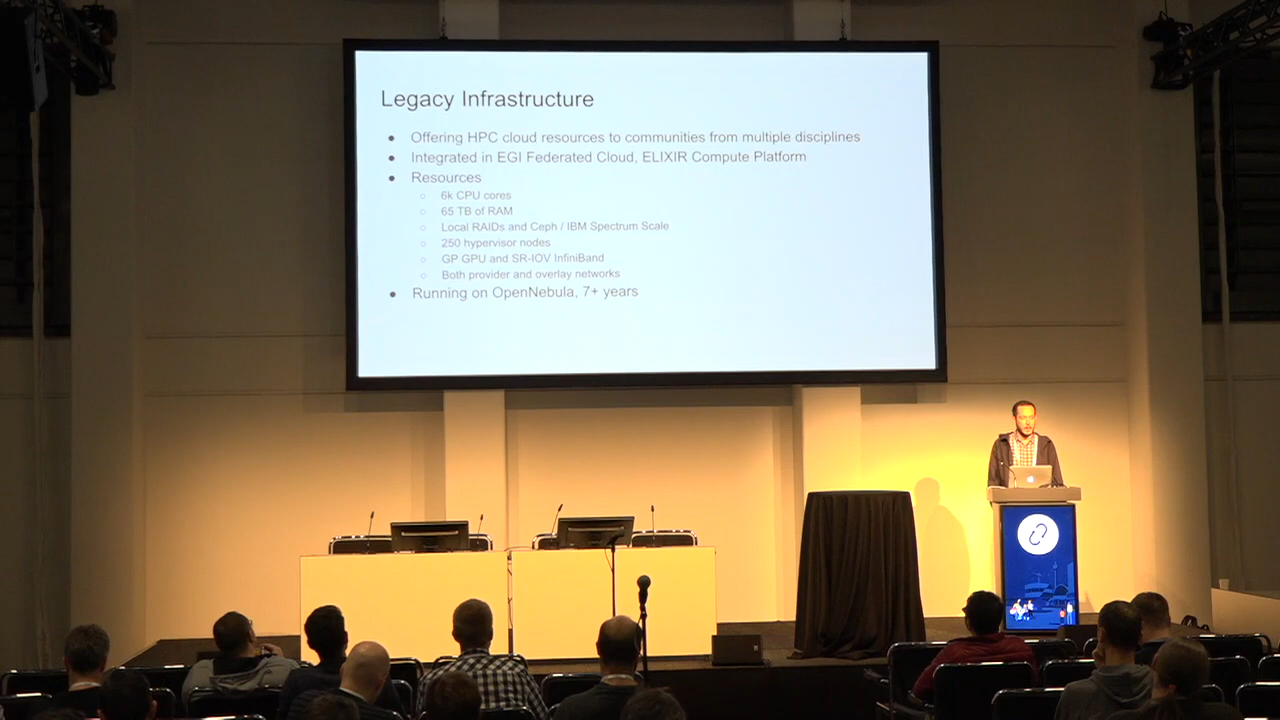 Legacy Infrastructure
● Offering HPC cloud resources to communities from multiple disciplines
● Integrated in EGI Federated Cloud, ELIXIR Compute Platform
● Resources
○ 6k CPU cores
○ 65 TB of RAM
○ Local RAIDs and Ceph / IBM Spectrum Scale
○ 250 hypervisor nodes
○ GP GPU and SR-IOV InfiniBand
○ Both provider and overlay networks
● Running on OpenNebula, 7+ years